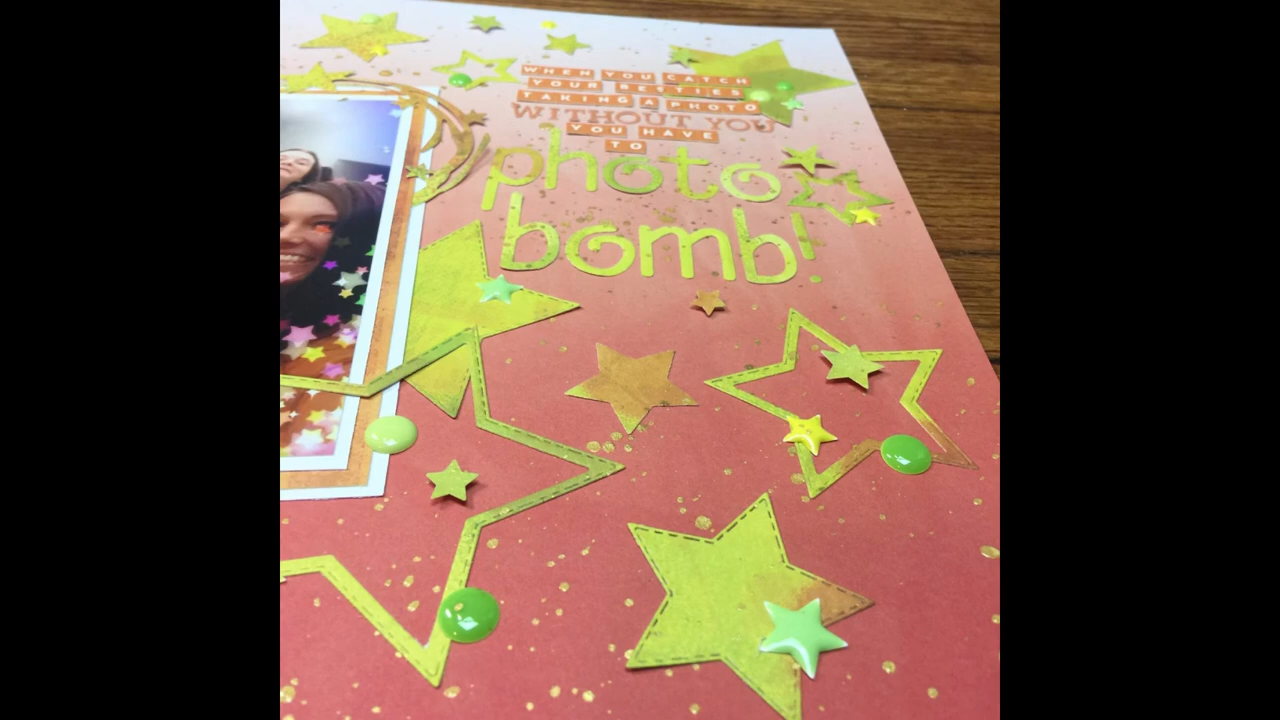 WHEN YOU CATCH
YOUR BESTIES
TAKING A PHOTO
WITHOUT YOU
YOU HAVE
TO
photo
bomb!